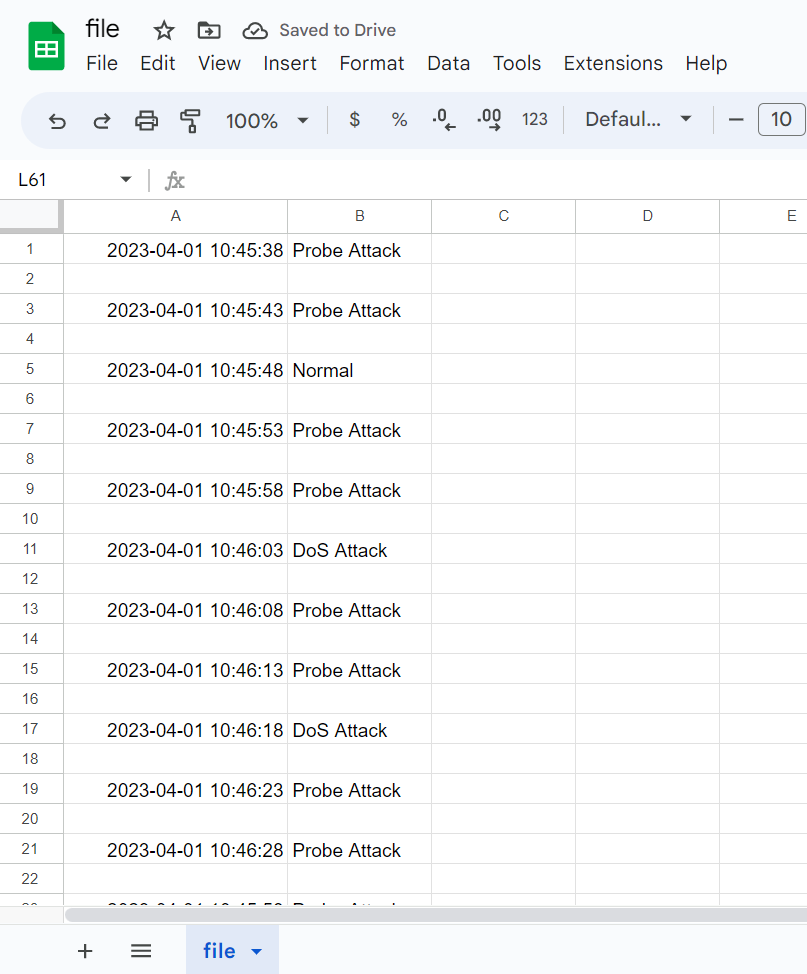 file Saved to Drive
File Edit View Insert Format Data Tools Extensions Help
100% $ % .0 .00 123 Defaul... 10
L61 fx
A B C D E
1 2023-04-01 10:45:38 Probe Attack
2
3 2023-04-01 10:45:43 Probe Attack
4
5 2023-04-01 10:45:48 Normal
6
7 2023-04-01 10:45:53 Probe Attack
8
9 2023-04-01 10:45:58 Probe Attack
10
11 2023-04-01 10:46:03 DoS Attack
12
13 2023-04-01 10:46:08 Probe Attack
14
15 2023-04-01 10:46:13 Probe Attack
16
17 2023-04-01 10:46:18 DoS Attack
18
19 2023-04-01 10:46:23 Probe Attack
20
21 2023-04-01 10:46:28 Probe Attack
22
file